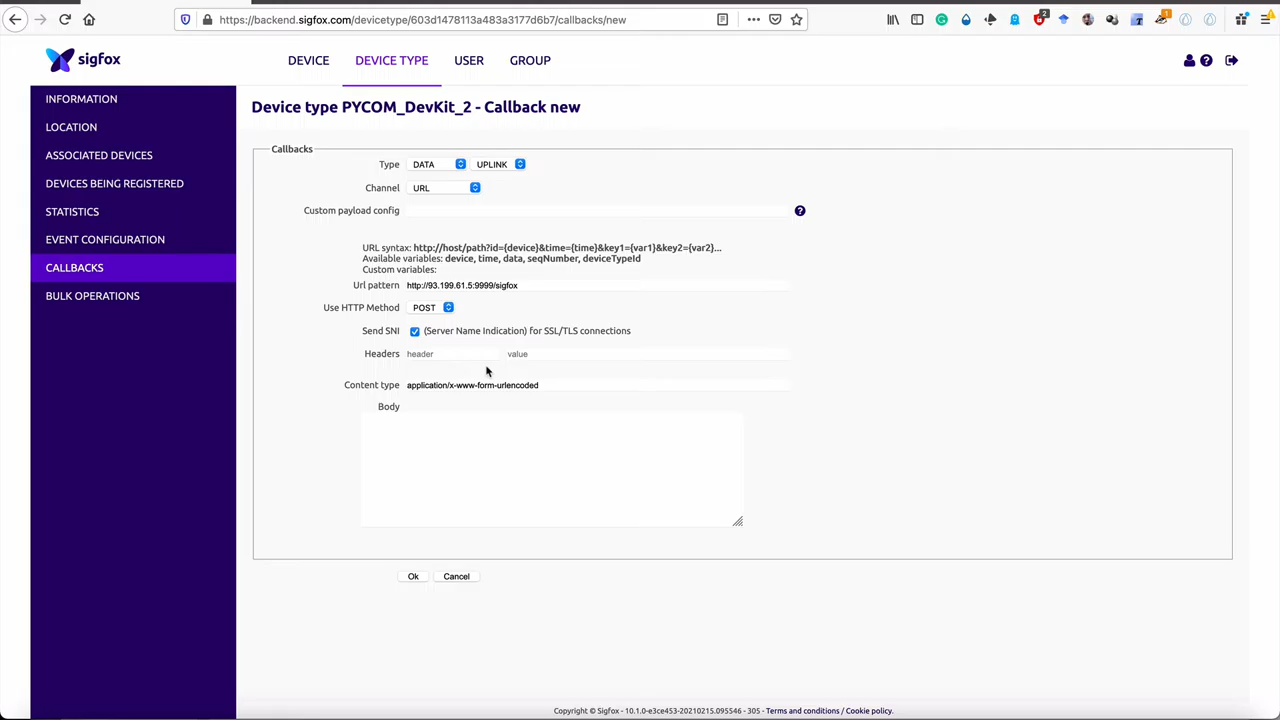 https://backend.sigfox.com/devicetype/603d1478113a483a3177d6b7/callbacks/new
2
1
sigfox
DEVICE
DEVICE TYPE
USER
GROUP
INFORMATION
LOCATION
ASSOCIATED DEVICES
DEVICES BEING REGISTERED
STATISTICS
EVENT CONFIGURATION
CALLBACKS
BULK OPERATIONS
Device type PYCOM_DevKit_2 - Callback new
Callbacks
Type DATA UPLINK
Channel URL
Custom payload config
URL syntax: http://host/path?id={device}&time={time}&key1={var1}&key2={var2}...
Available variables: device, time, data, seqNumber, deviceTypeId
Custom variables:
Url pattern http://93.199.61.5:9999/sigfox
Use HTTP Method POST
Send SNI (Server Name Indication) for SSL/TLS connections
Headers header value
Content type application/x-www-form-urlencoded
Body
Ok Cancel
Copyright © Sigfox - 10.1.0-e3ce453-20210215.095546 - 305 - Terms and conditions / Cookie policy.